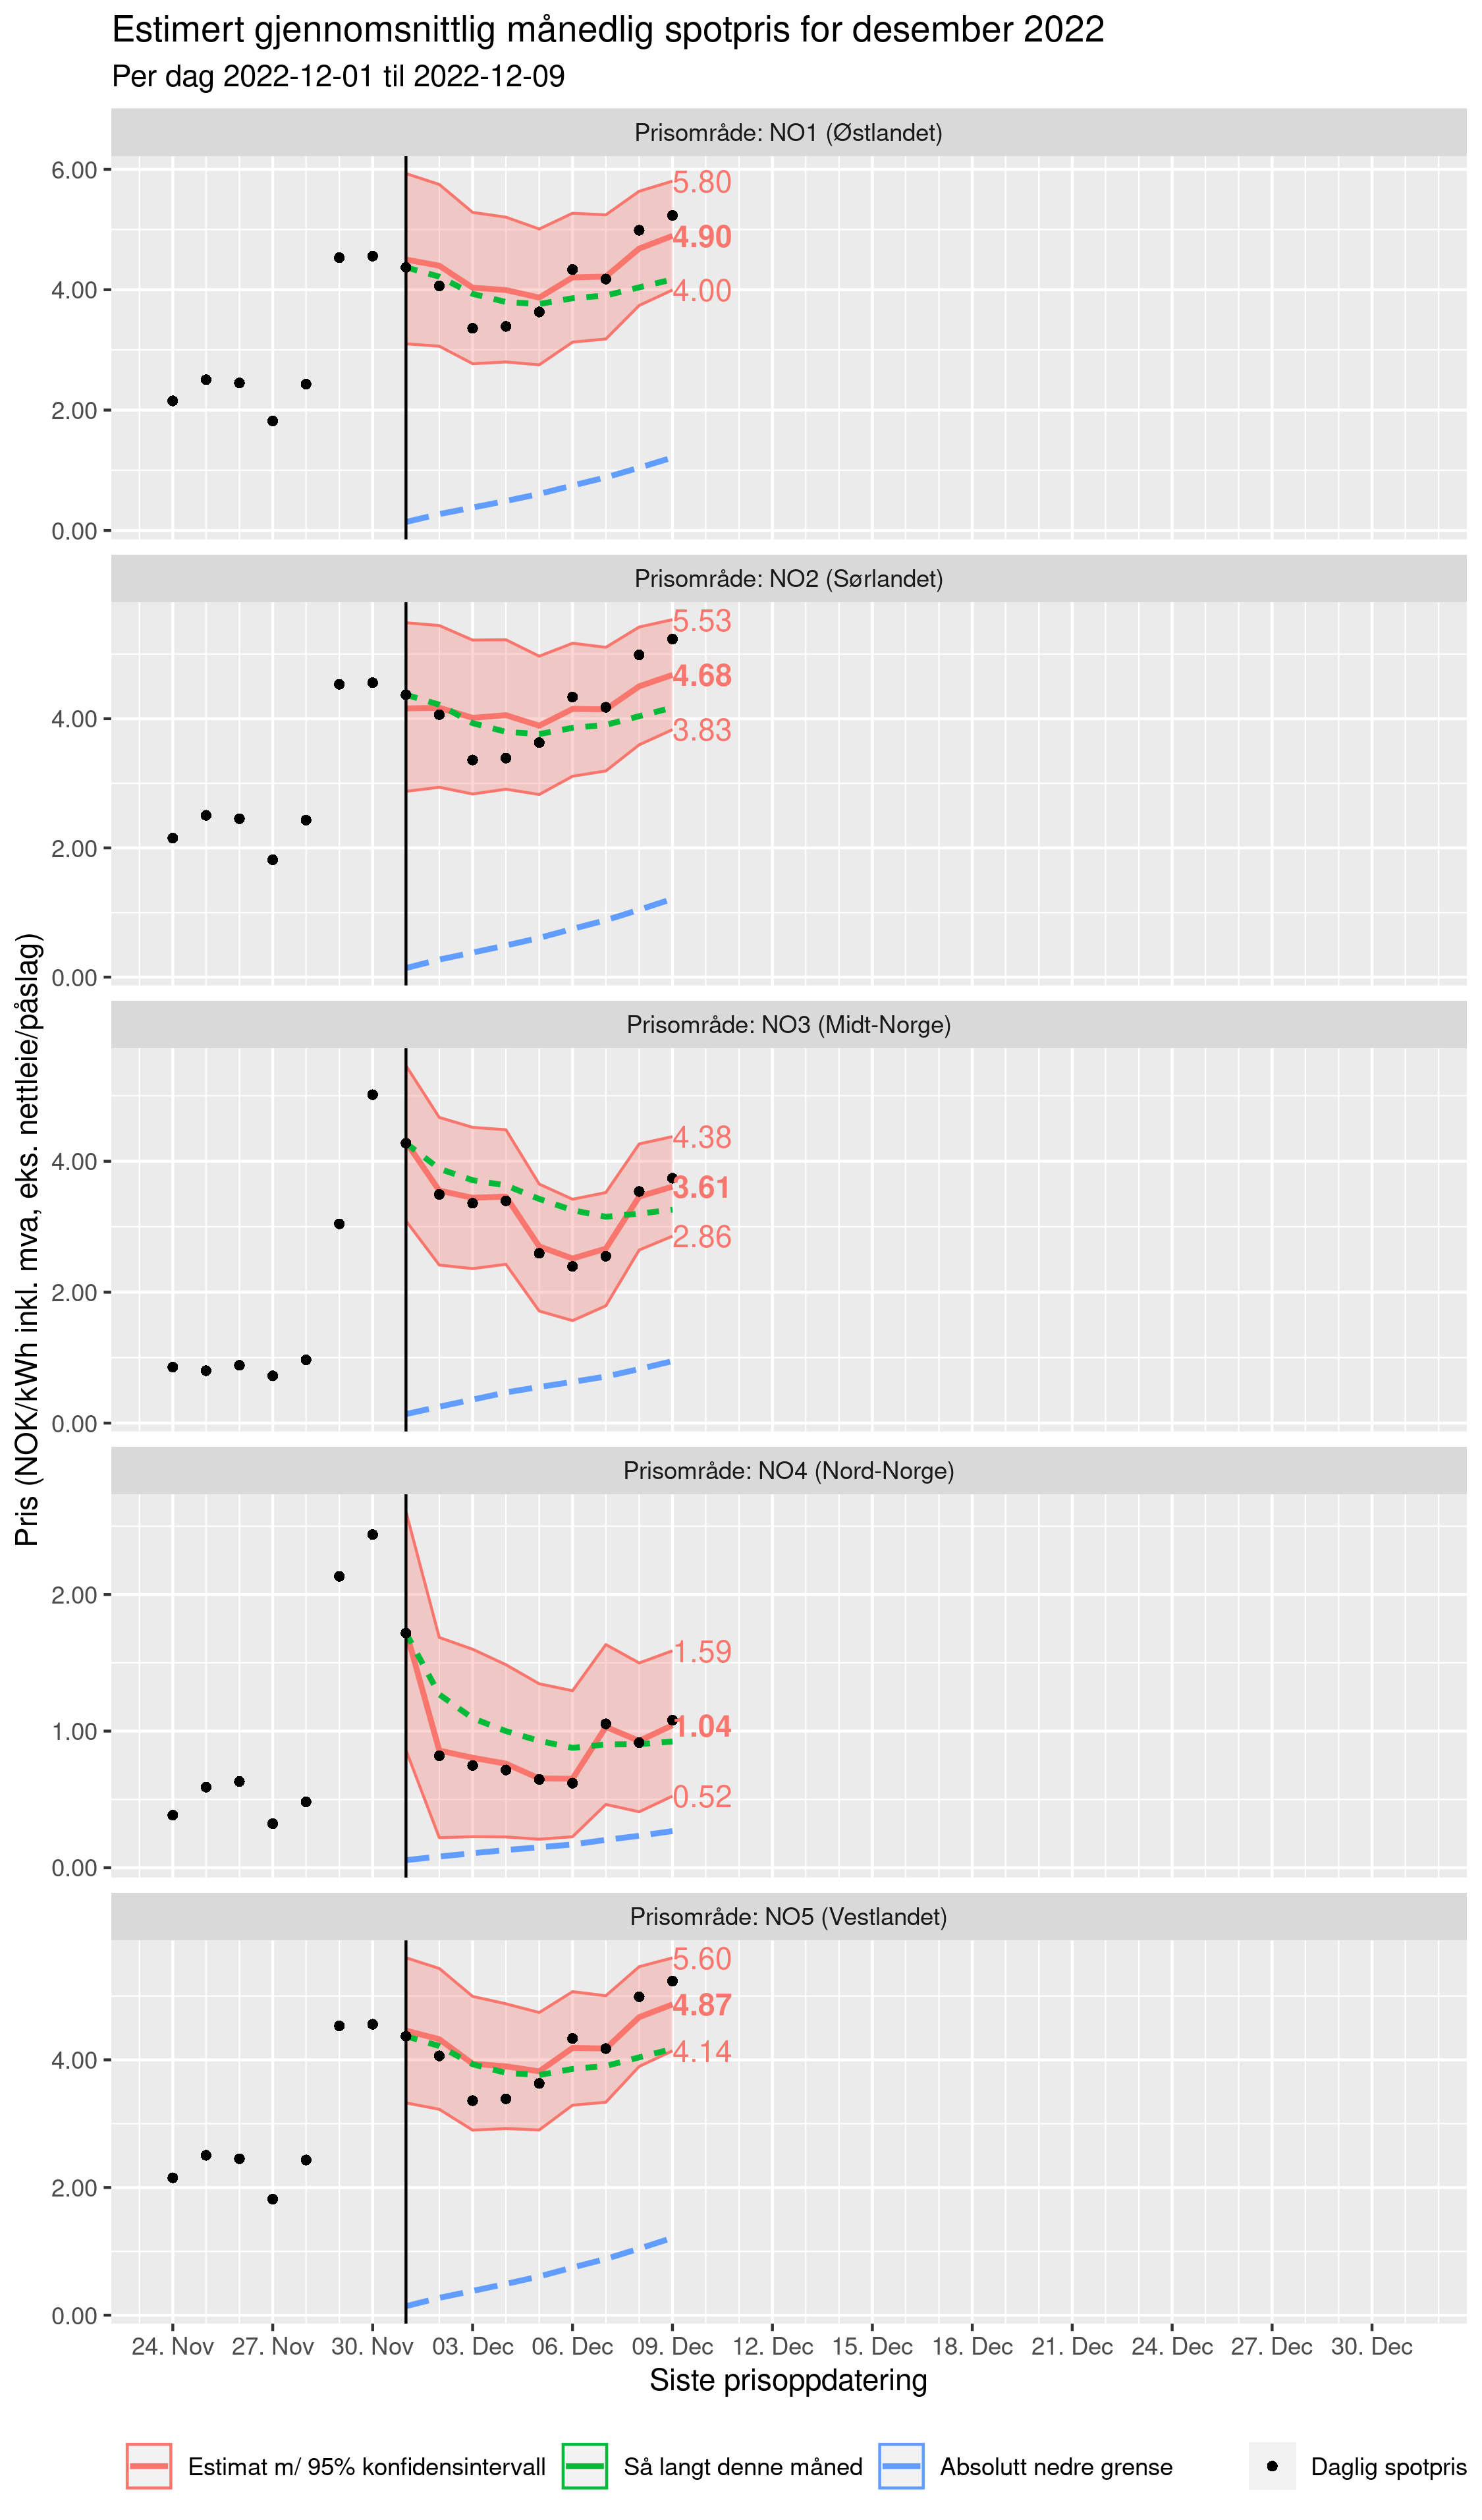 Estimert gjennomsnittlig månedlig spotpris for desember 2022
Per dag 2022-12-01 til 2022-12-09
Pris (NOK/kWh inkl. mva, eks. nettleie/påslag)
Prisområde: NO1 (Østlandet)
6.00
4.00
2.00
0.00
5.80
4.90
4.00
Prisområde: NO2 (Sørlandet)
4.00
2.00
0.00
5.53
4.68
3.83
Prisområde: NO3 (Midt-Norge)
4.00
2.00
0.00
4.38
3.61
2.86
Prisområde: NO4 (Nord-Norge)
2.00
1.00
0.00
1.59
1.04
0.52
Prisområde: NO5 (Vestlandet)
4.00
2.00
0.00
5.60
4.87
4.14
24. Nov 27. Nov 30. Nov 03. Dec 06. Dec 09. Dec 12. Dec 15. Dec 18. Dec 21. Dec 24. Dec 27. Dec 30. Dec
Siste prisoppdatering
Estimat m/ 95% konfidensintervall Så langt denne måned Absolutt nedre grense Daglig spotpris